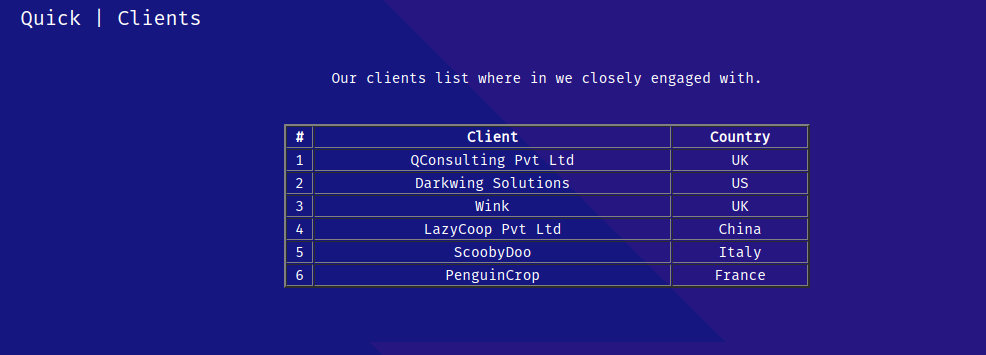 Quick | Clients
Our clients list where in we closely engaged with.
# Client Country
1 QConsulting Pvt Ltd UK
2 Darkwing Solutions US
3 Wink UK
4 LazyCoop Pvt Ltd China
5 ScoobyDoo Italy
6 PenguinCrop France